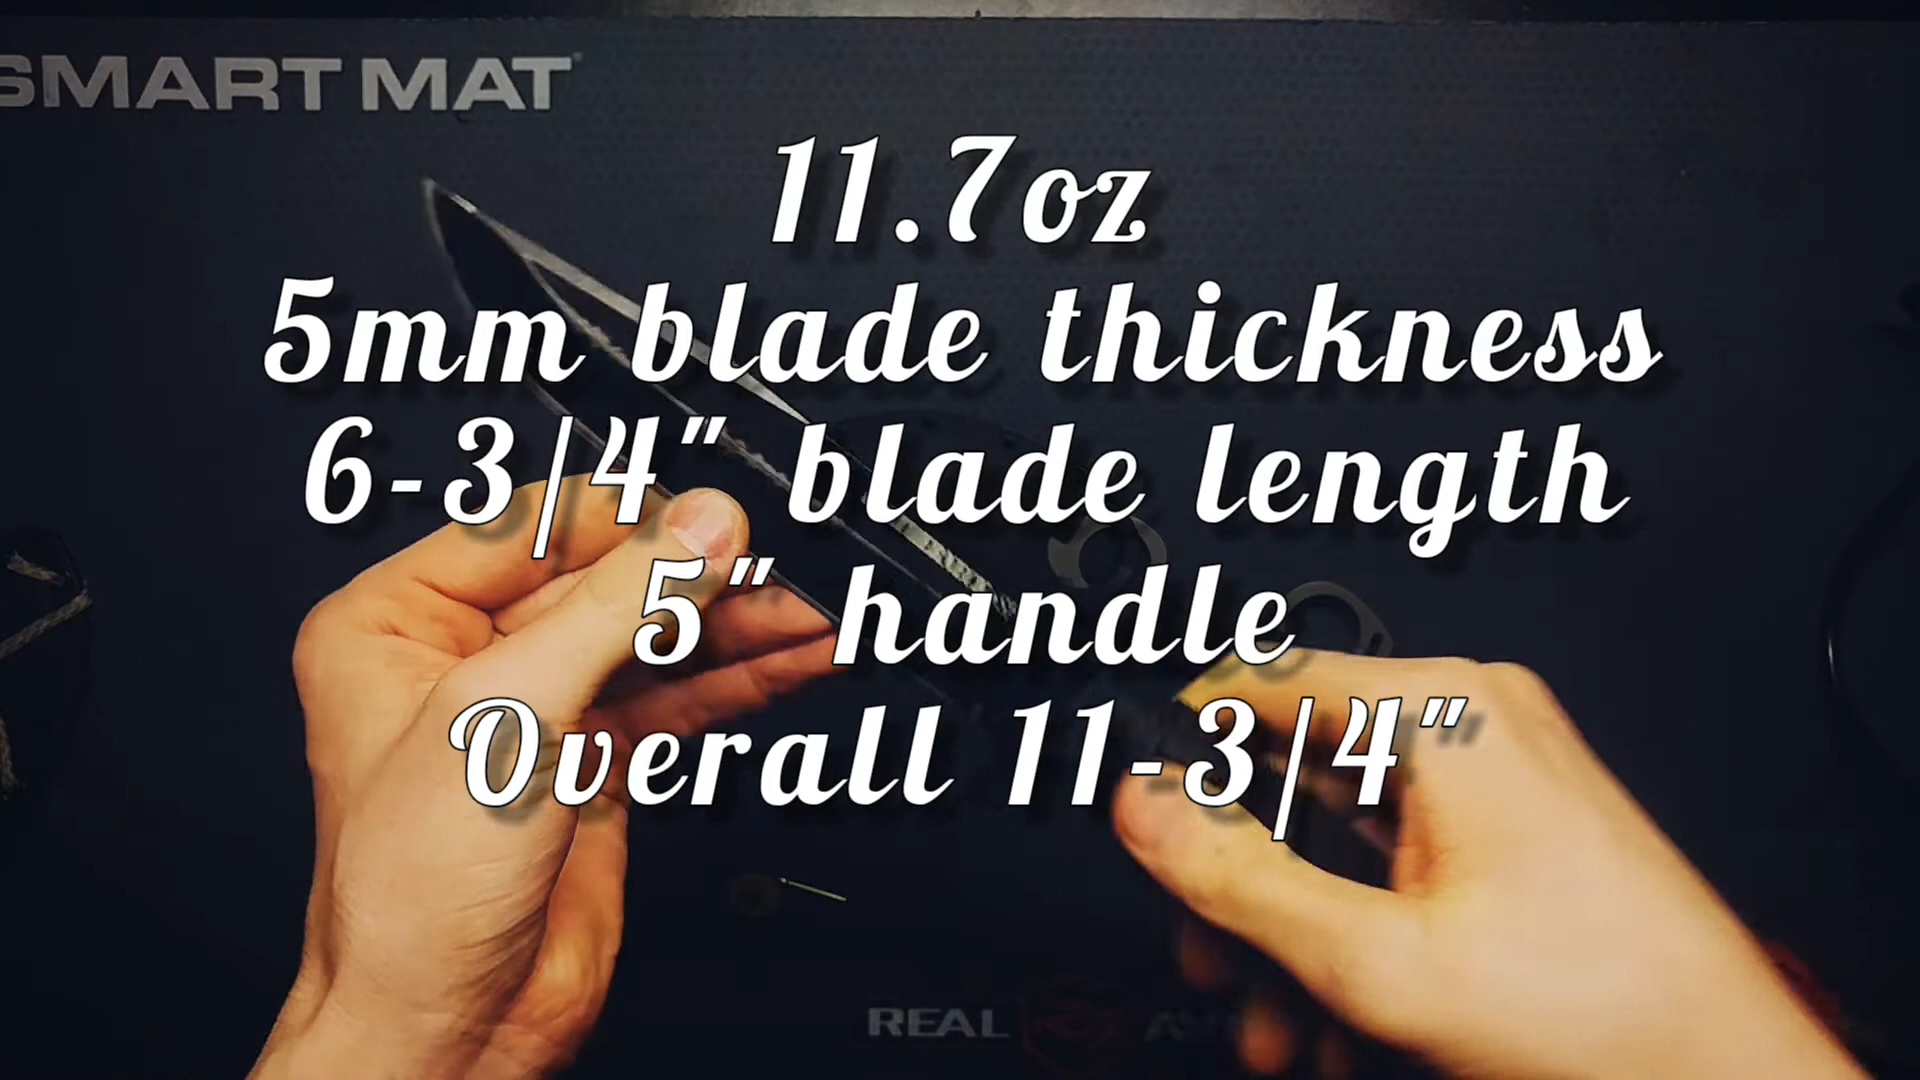 SMART MAT
11.7oz
5mm blade thickness
6-3/4" blade length
5" handle
Overall 11-3/4"
REAL